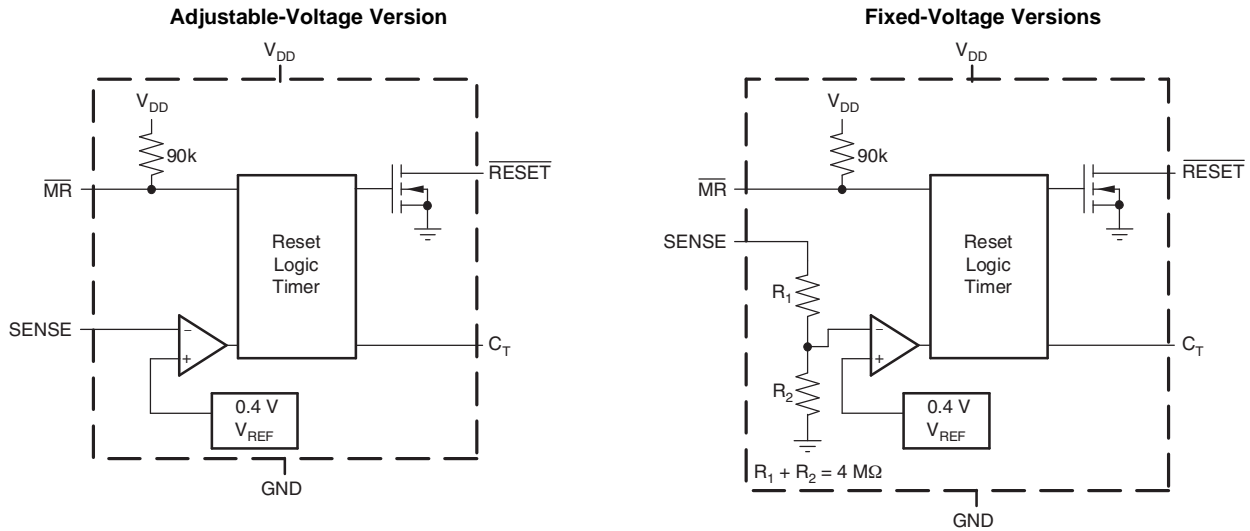 Adjustable-Voltage Version
V_DD
V_DD
90k
MR
RESET
Reset
Logic
Timer
SENSE
−
+
C_T
0.4 V
V_REF
GND
Fixed-Voltage Versions
V_DD
V_DD
90k
MR
RESET
SENSE
Reset
Logic
Timer
R_1
−
+
C_T
R_2
0.4 V
V_REF
R_1 + R_2 = 4 MΩ
GND